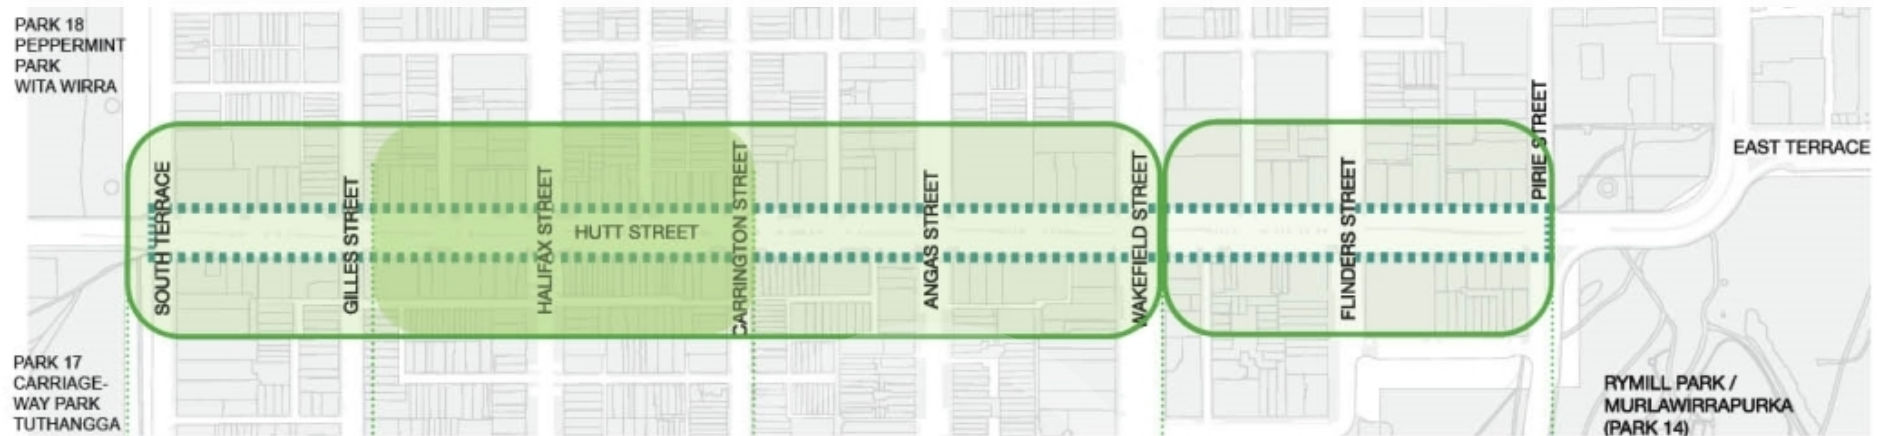 PARK 18
PEPPERMINT
PARK
WITA WIRRA
PARK 17
CARRIAGE-
WAY PARK
TUTHANGGA
SOUTH TERRACE
GILLES STREET
HALIFAX STREET
HUTT STREET
CARRINGTON STREET
ANGAS STREET
WAKEFIELD STREET
FLINDERS STREET
PIRIE STREET
EAST TERRACE
RYMILL PARK /
MURLAWIRRAPURKA
(PARK 14)